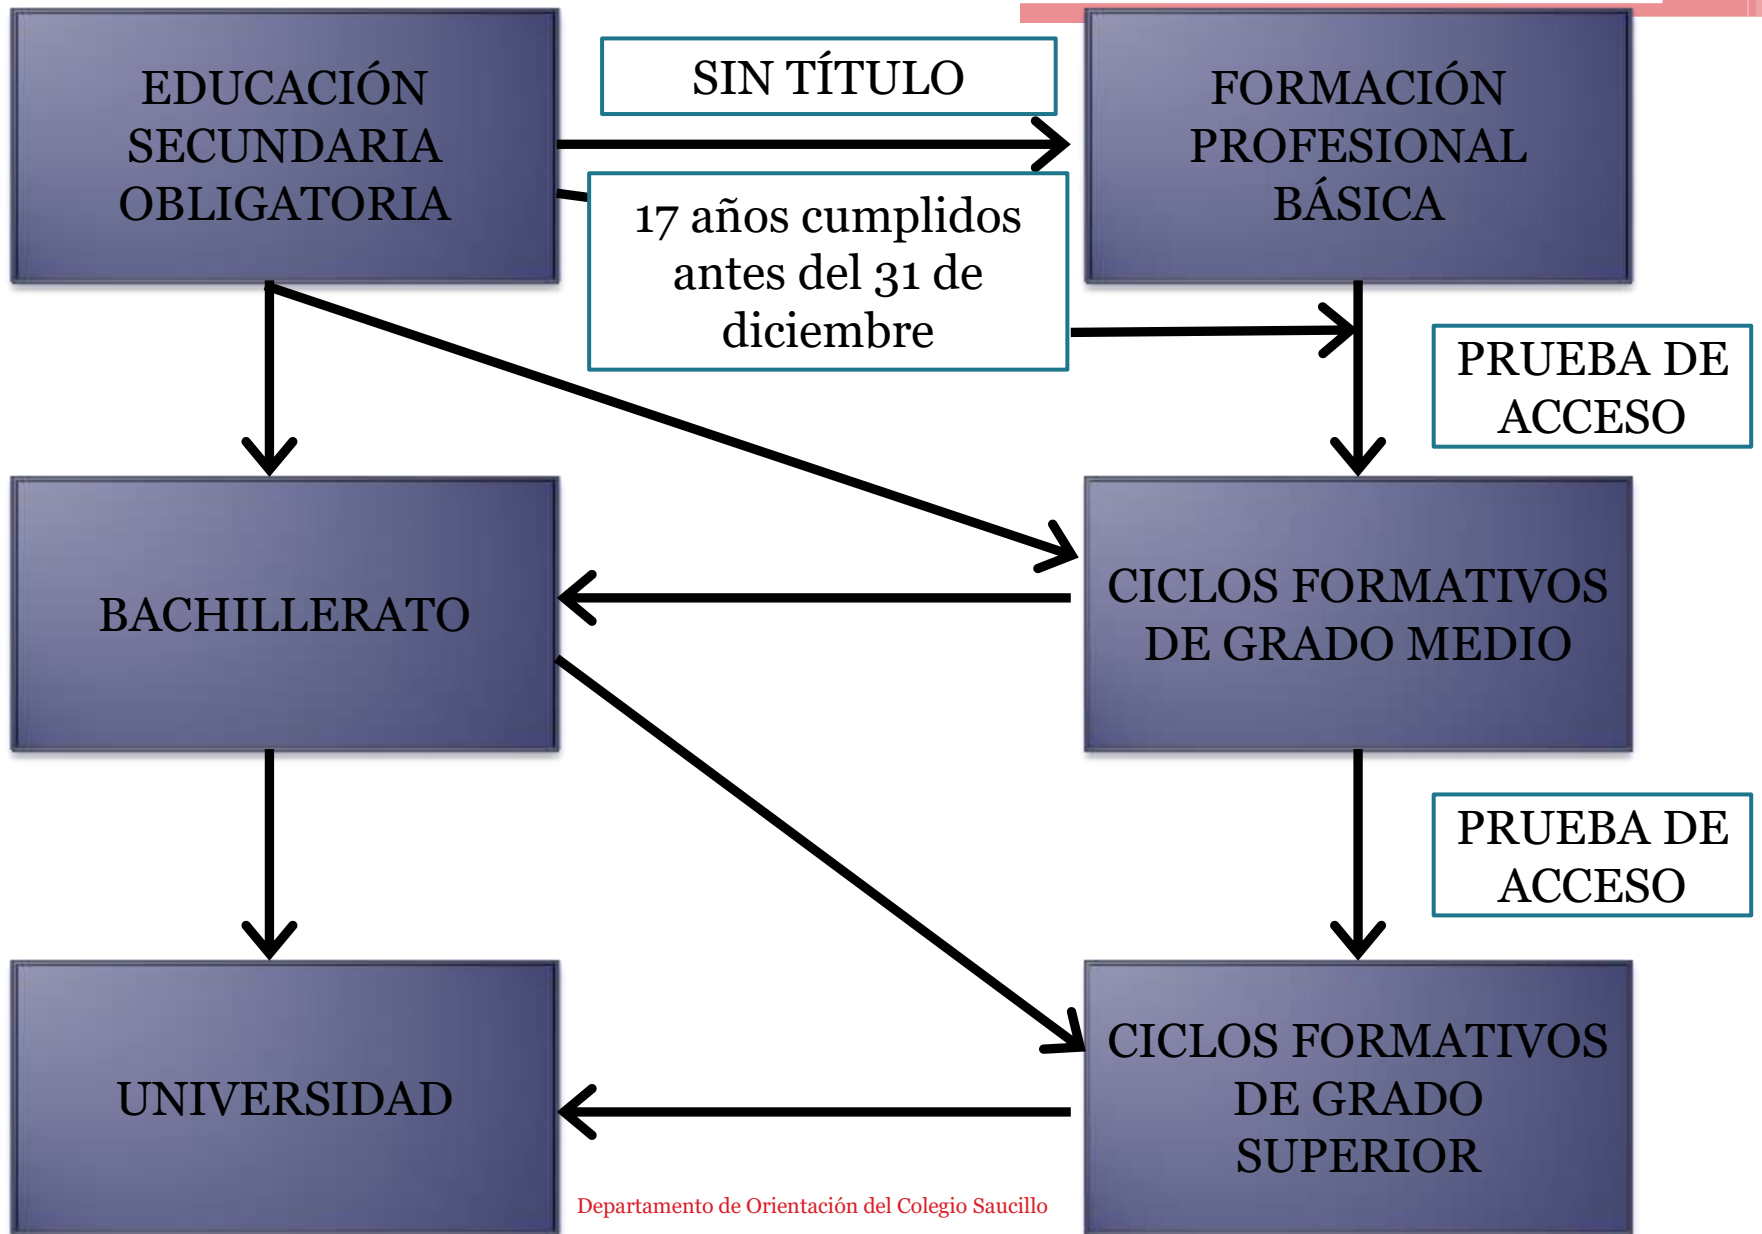 EDUCACIÓN
SECUNDARIA
OBLIGATORIA
SIN TÍTULO
FORMACIÓN
PROFESIONAL
BÁSICA
17 años cumplidos
antes del 31 de
diciembre
PRUEBA DE
ACCESO
BACHILLERATO
CICLOS FORMATIVOS
DE GRADO MEDIO
PRUEBA DE
ACCESO
UNIVERSIDAD
CICLOS FORMATIVOS
DE GRADO
SUPERIOR
Departamento de Orientación del Colegio Saucillo